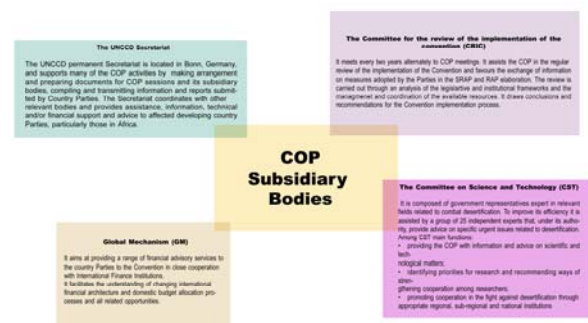 The UNCCD Secretariat
The UNCCD permanent Secretariat is located in Bonn, Germany,
and supports many of the COP activities by making arrangement
and preparing documents for COP sessions and its subsidiary
bodies, compiling and transmitting information and reports submit-
ted by Country Parties. The Secretariat coordinates with other
relevant bodies and provides assistance, information, technical
and/or financial support and advice to affected developing country
Parties, particularly those in Africa.
The Committee for the review of the implementation of the
convention (CRIC)
It meets every two years alternately to COP meetings. It assists the COP in the regular
review of the implementation of the Convention and favours the exchange of information
on measures adopted by the Parties in the SRAP and RAP elaboration. The review is
carried out through an analysis of the legislative and institutional frameworks and the
managmenet and coordination of the available resources. It draws conclusions and
recommendations for the Convention implementation process.
COP
Subsidiary
Bodies
Global Mechanism (GM)
It aims at providing a range of financial advisory services to
the country Parties to the Convention in close cooperation
with International Finance Institutions.
It facilitates the understanding of changing international
financial architecture and domestic budget allocation pro-
cesses and all related opportunities.
The Committee on Science and Technology (CST)
It is composed of government representatives expert in relevant
fields related to combat desertification. To improve its efficiency it is
assisted by a group of 25 independent experts that, under its autho-
rity, provide advice on specific urgent issues related to desertification.
Among CST main functions:
• providing the COP with information and advice on scientific and
tech-
nological matters;
• identifying priorities for research and recommending ways of
stren-
gthening cooperation among researchers;
• promoting cooperation in the fight against desertification through
appropriate regional, sub-regional and national institutions